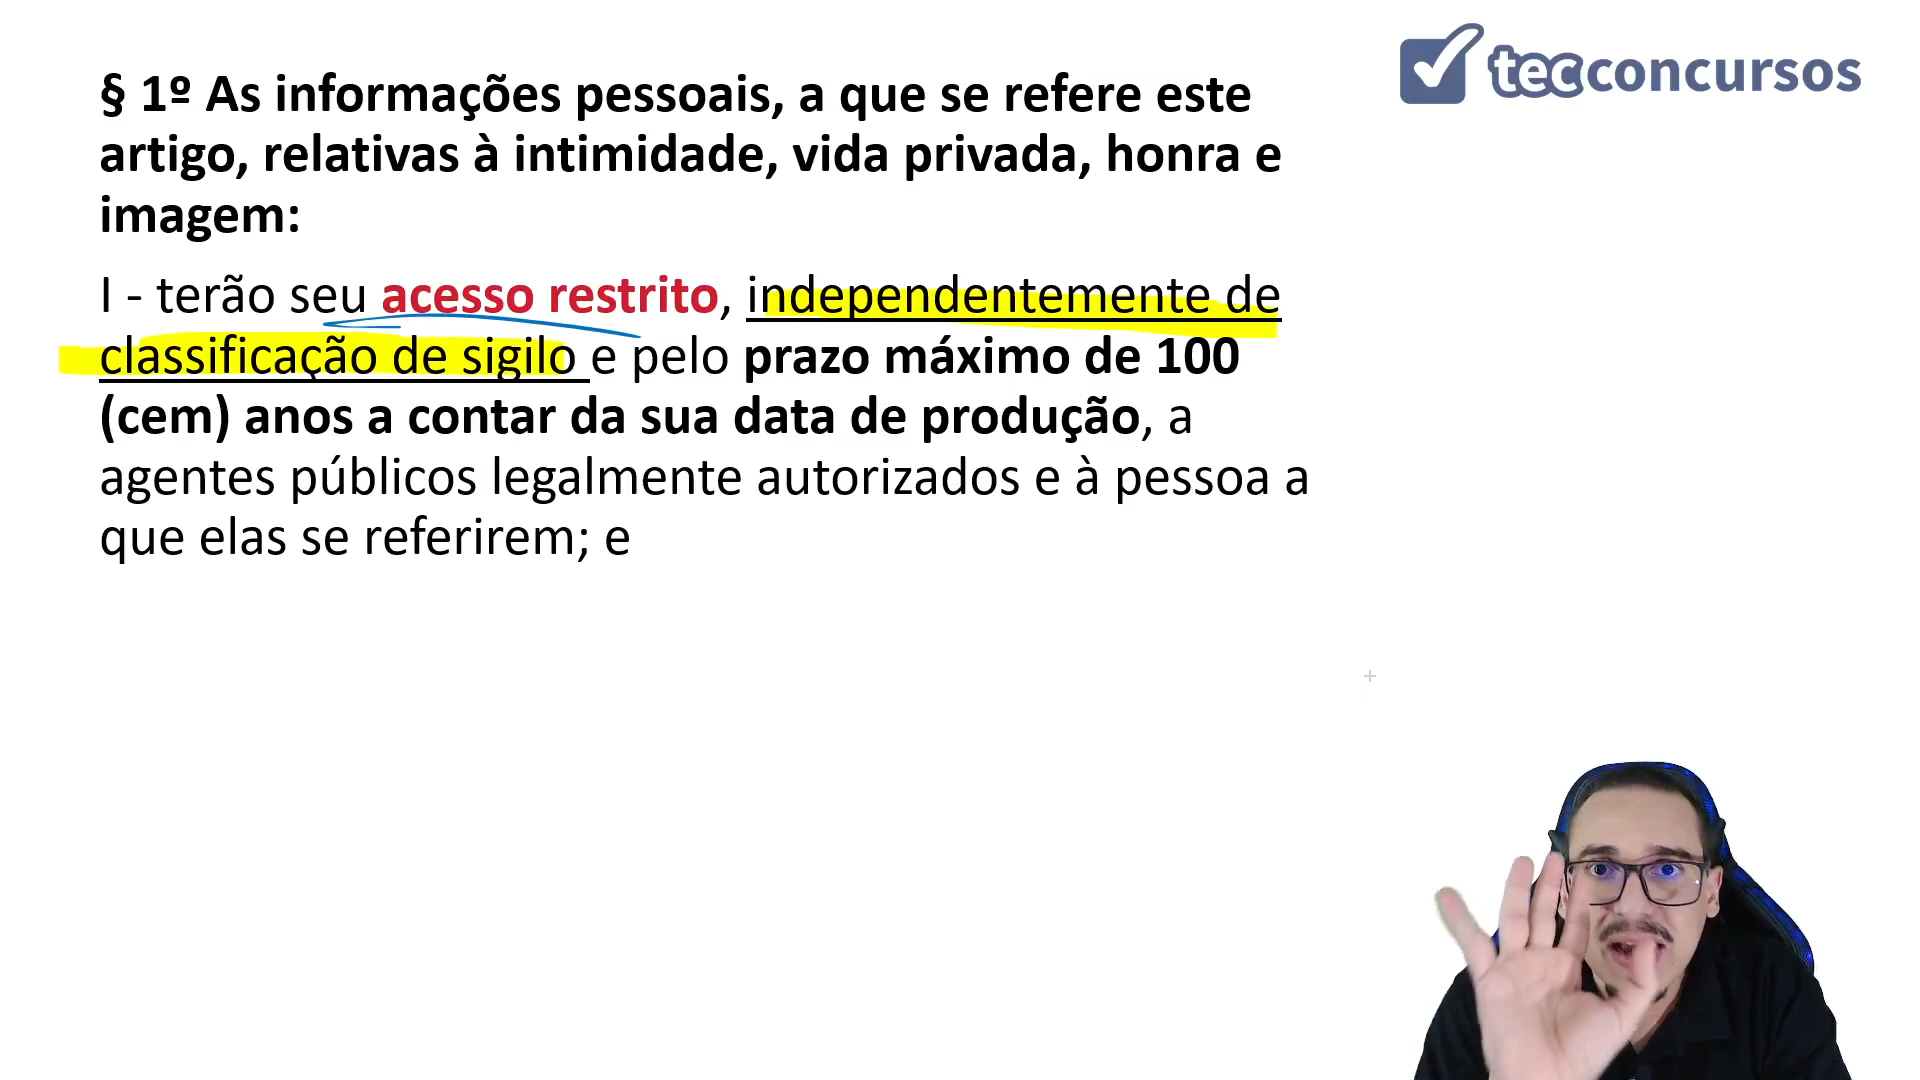 tecconcursos
§ 1º As informações pessoais, a que se refere este
artigo, relativas à intimidade, vida privada, honra e
imagem:
I - terão seu acesso restrito, independentemente de
classificação de sigilo e pelo prazo máximo de 100
(cem) anos a contar da sua data de produção, a
agentes públicos legalmente autorizados e à pessoa a
que elas se referirem; e